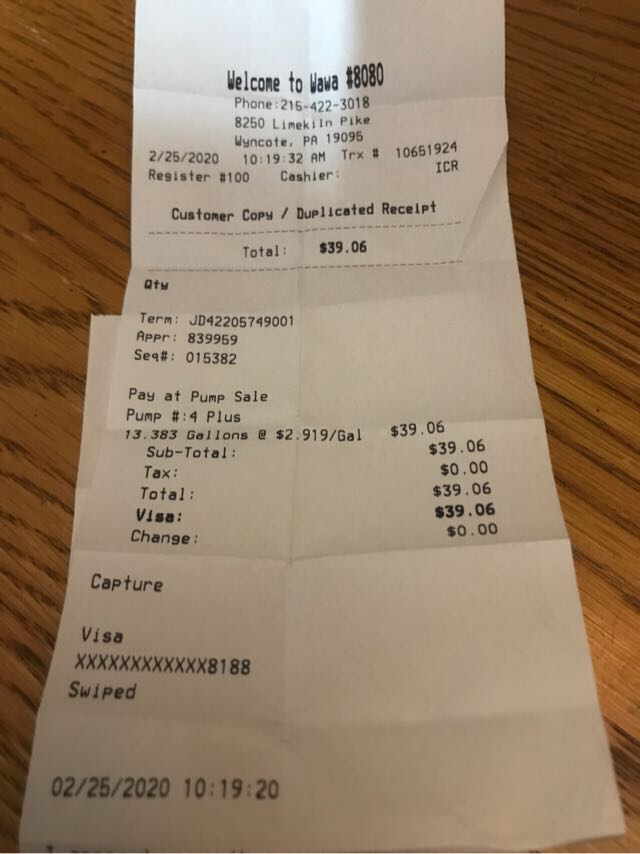 Welcome to Wawa #8080
Phone:215-422-3018
8250 Limekiln Pike
Wyncote, PA 19095
2/25/2020 10:19:32 AM Trx # 10651924
Register #100 Cashier: ICR
Customer Copy / Duplicated Receipt
Total: $39.06
Qty
Term: JD42205749001
Appr: 839959
Seq#: 015382
Pay at Pump Sale
Pump #:4 Plus
13.383 Gallons @ $2.919/Gal $39.06
Sub-Total: $39.06
Tax: $0.00
Total: $39.06
Visa: $39.06
Change: $0.00
Capture
Visa
XXXXXXXXXXXX8188
Swiped
02/25/2020 10:19:20